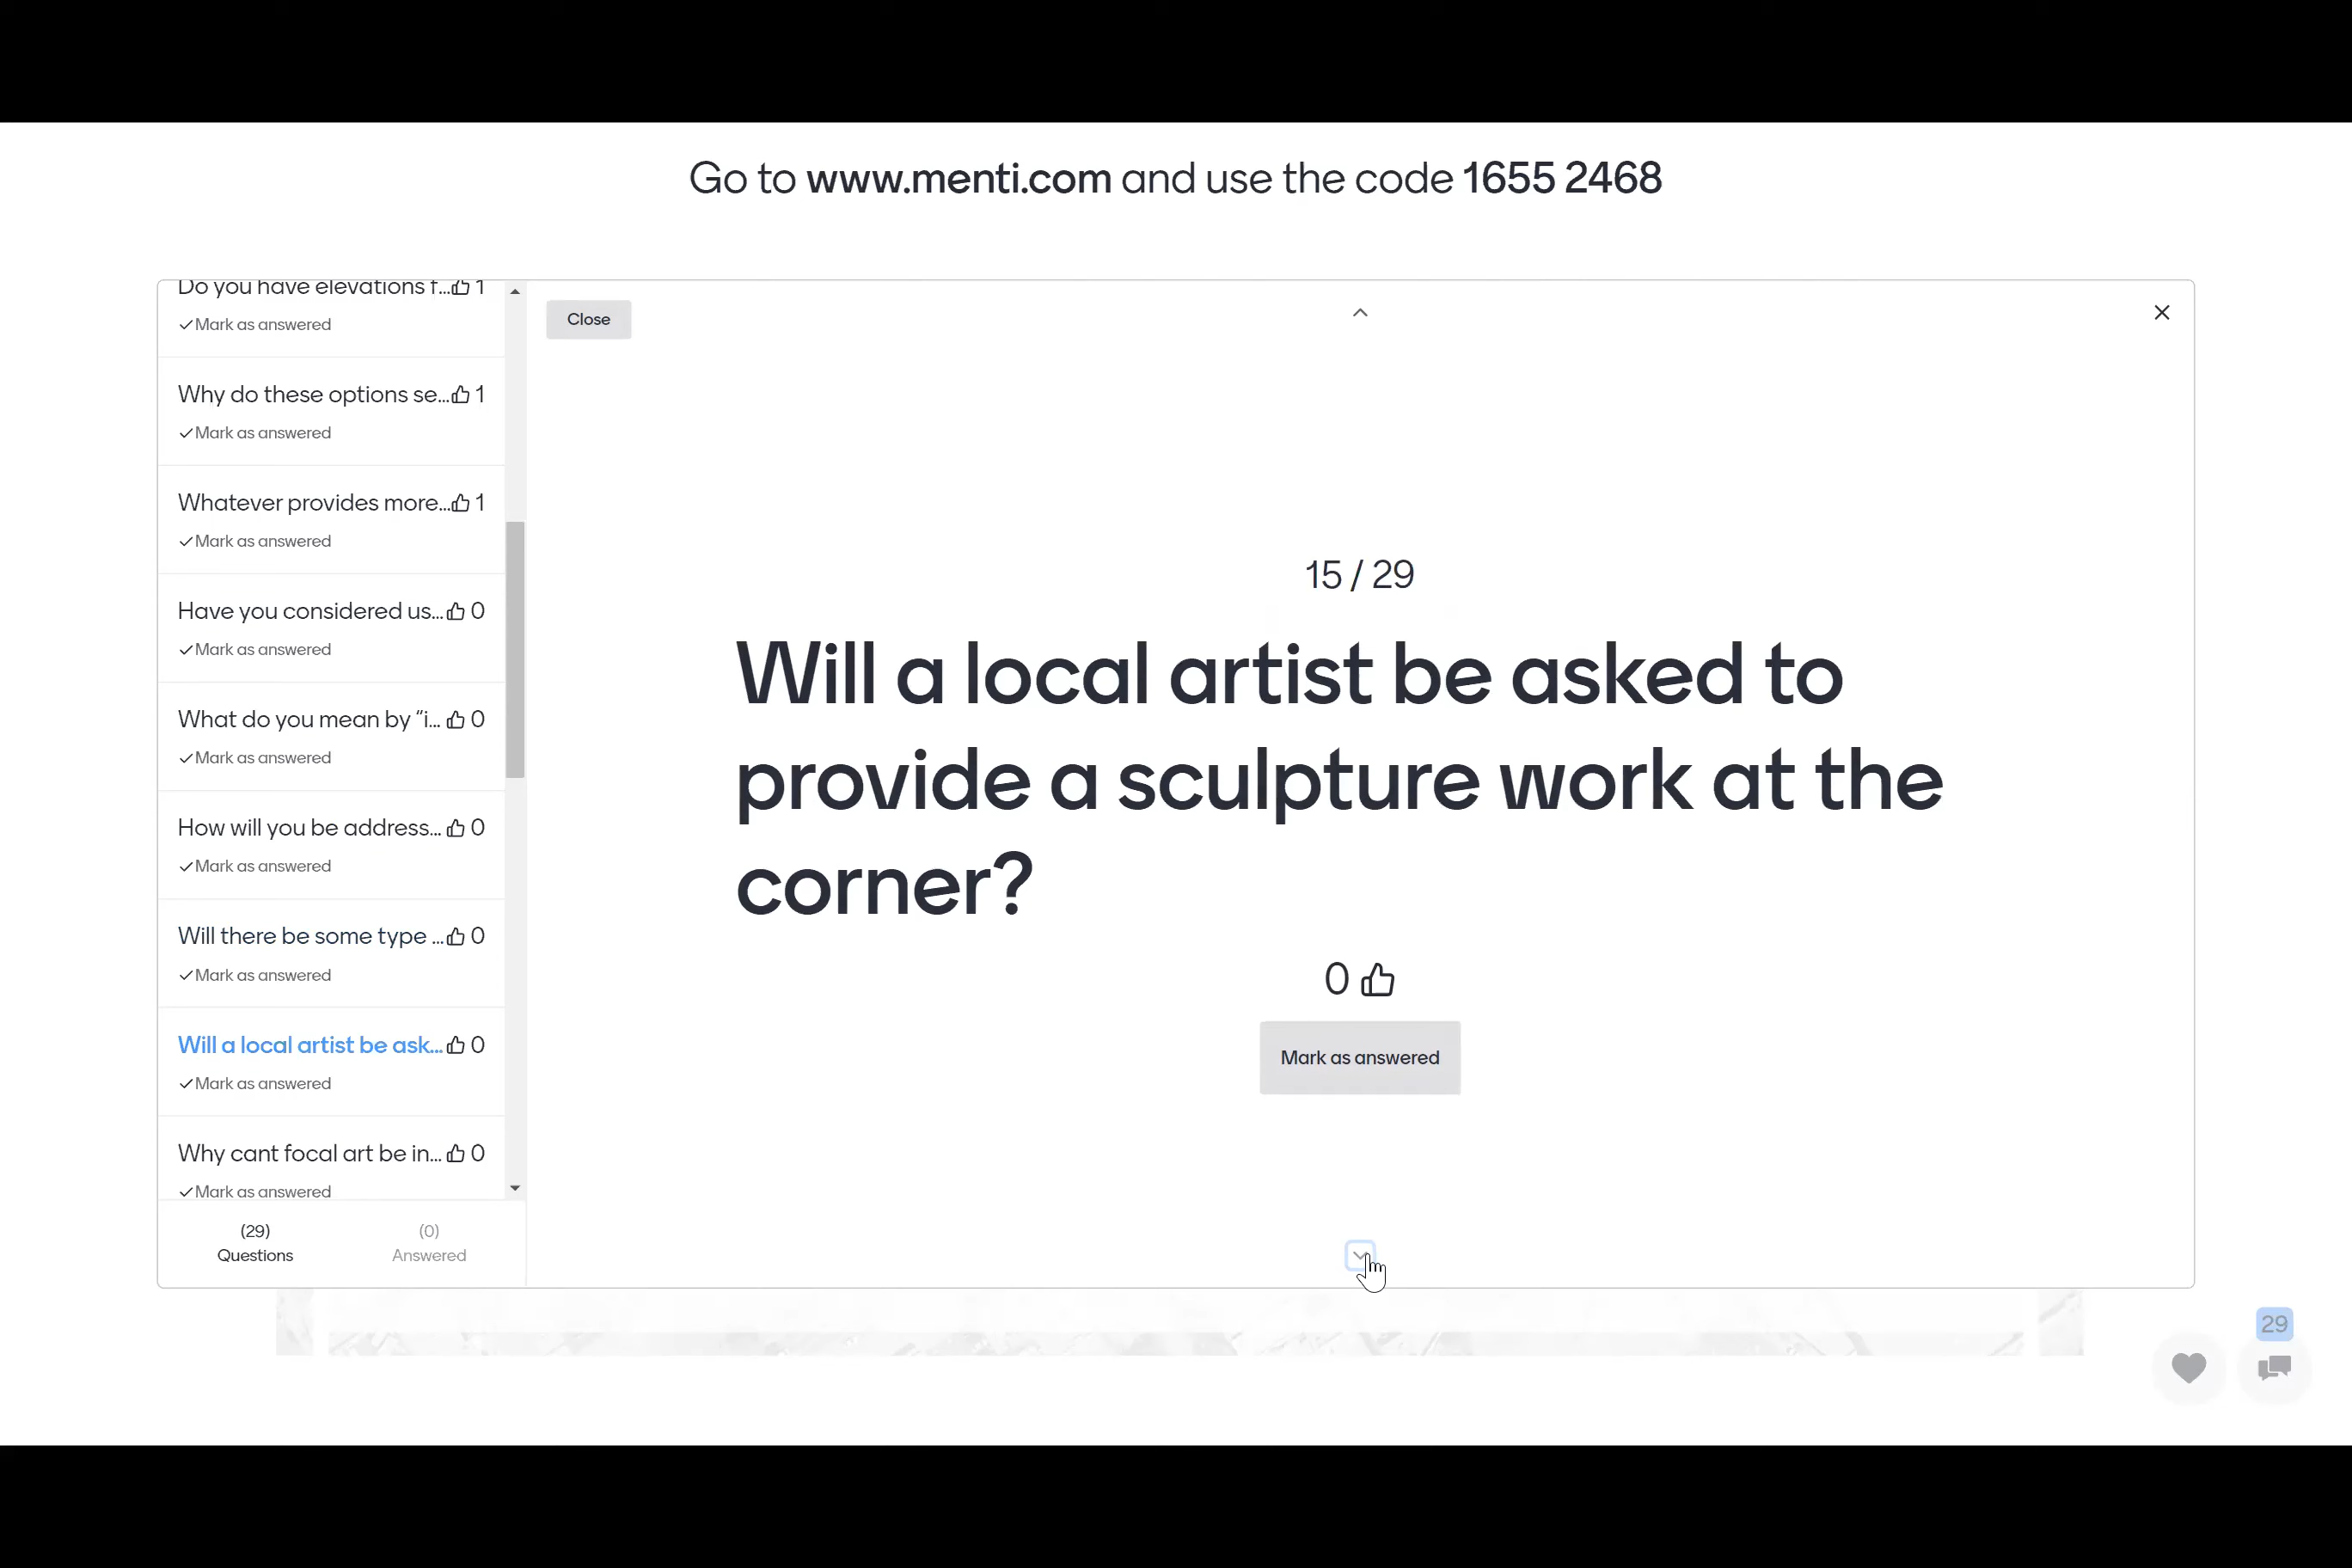 Go to www.menti.com and use the code 1655 2468
Do you have elevations f... 1
Mark as answered
Why do these options se... 1
Mark as answered
Whatever provides more... 1
Mark as answered
Have you considered us... 0
Mark as answered
What do you mean by “i... 0
Mark as answered
How will you be address... 0
Mark as answered
Will there be some type ... 0
Mark as answered
Will a local artist be ask... 0
Mark as answered
Why cant focal art be in... 0
Mark as answered
(29)
Questions
(0)
Answered
Close
15 / 29
Will a local artist be asked to
provide a sculpture work at the
corner?
0
Mark as answered
29